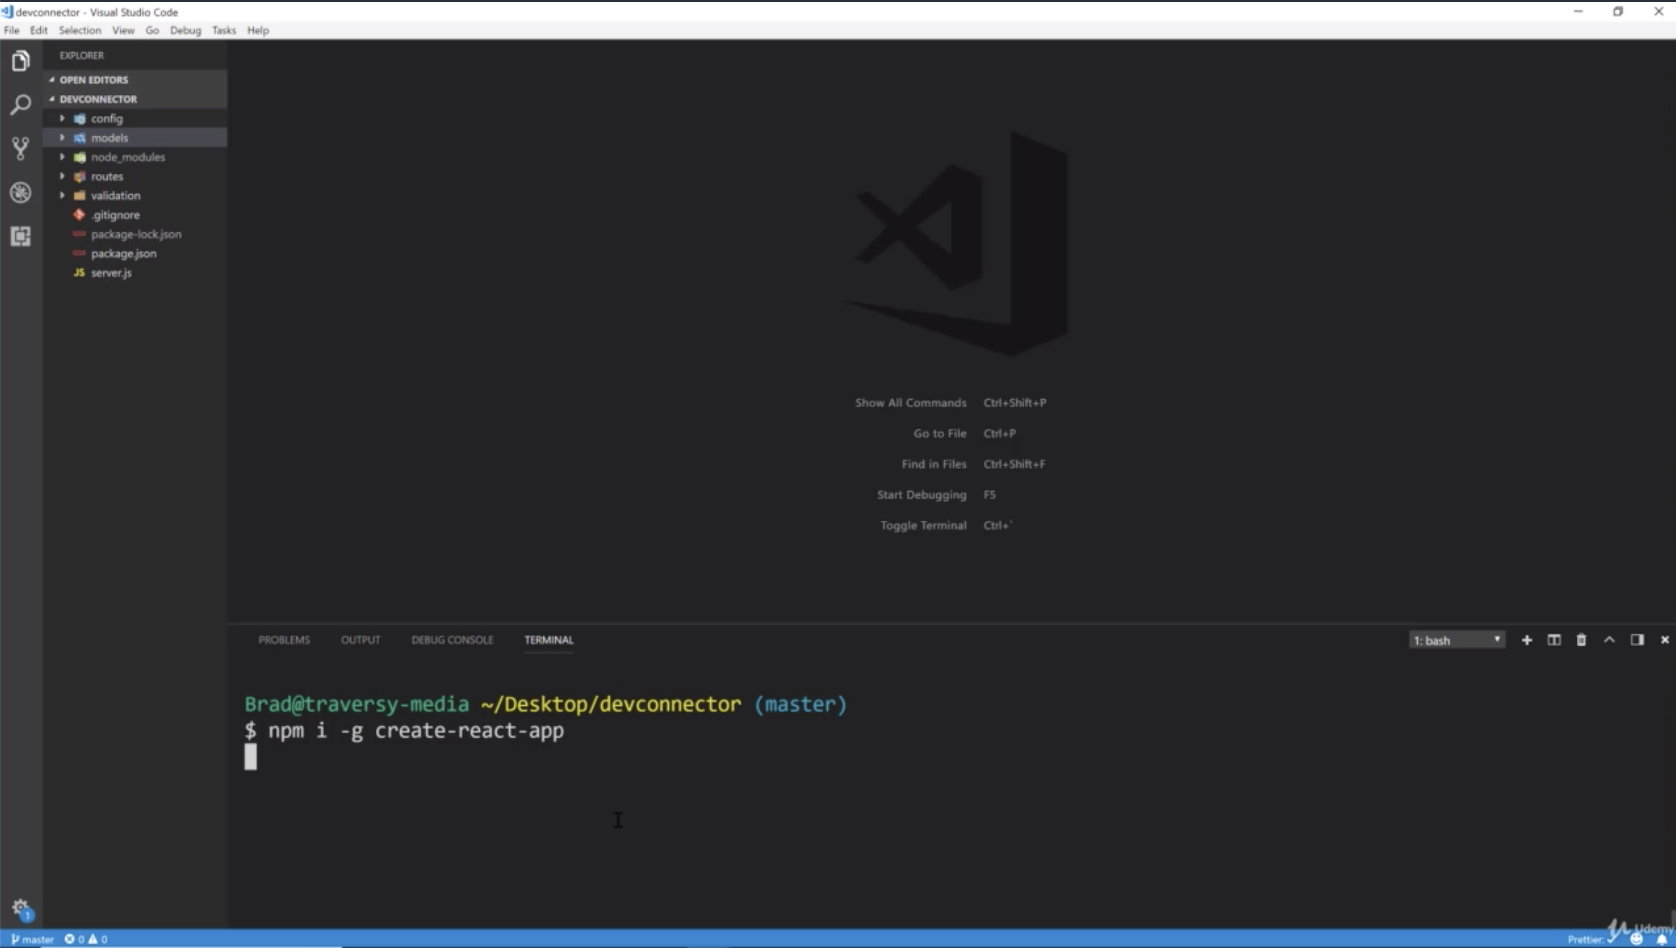 devconnector - Visual Studio Code
File Edit Selection View Go Debug Tasks Help
EXPLORER
OPEN EDITORS
DEVCONNECTOR
config
models
node_modules
routes
validation
.gitignore
package-lock.json
package.json
JS server.js
Show All Commands Ctrl+Shift+P
Go to File Ctrl+P
Find in Files Ctrl+Shift+F
Start Debugging F5
Toggle Terminal Ctrl+`
PROBLEMS OUTPUT DEBUG CONSOLE TERMINAL 1: bash
Brad@traversy-media ~/Desktop/devconnector (master)
$ npm i -g create-react-app
1
master 0 0 Prettier: Udemy